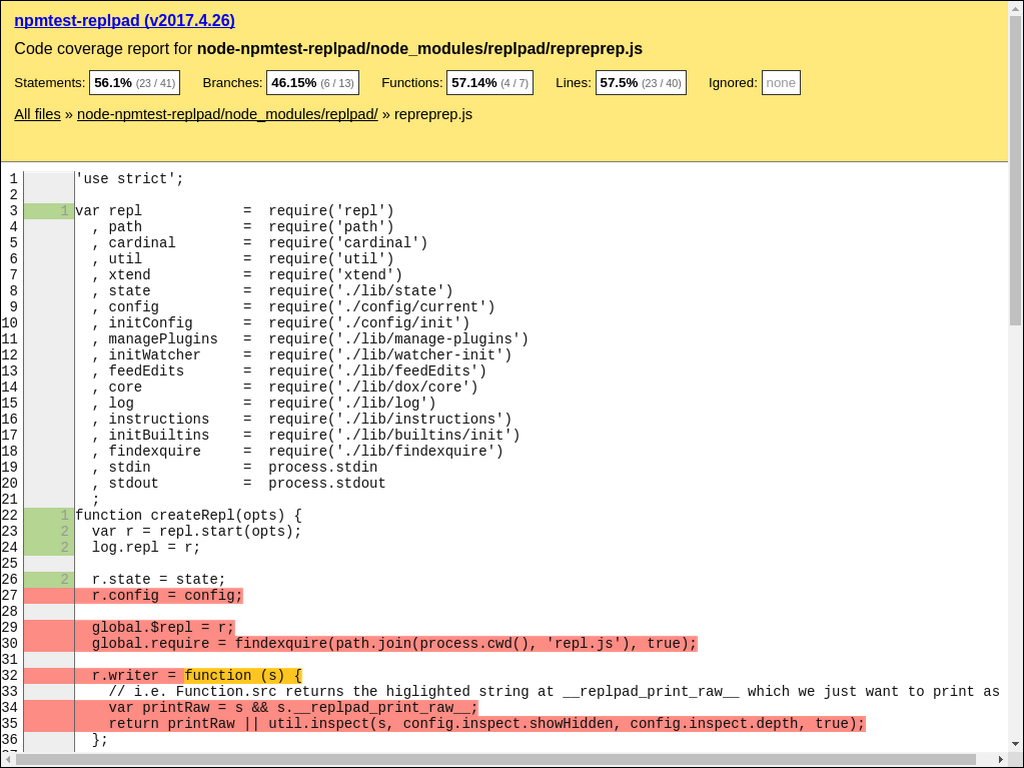 npmtest-replpad (v2017.4.26)
Code coverage report for node-npmtest-replpad/node_modules/replpad/repreprep.js
Statements: 56.1% (23 / 41) Branches: 46.15% (6 / 13) Functions: 57.14% (4 / 7) Lines: 57.5% (23 / 40) Ignored: none
All files » node-npmtest-replpad/node_modules/replpad/ » repreprep.js
1 'use strict';
2
3 1 var repl            =  require('repl')
4   , path            =  require('path')
5   , cardinal        =  require('cardinal')
6   , util            =  require('util')
7   , xtend           =  require('xtend')
8   , state           =  require('./lib/state')
9   , config          =  require('./config/current')
10   , initConfig      =  require('./config/init')
11   , managePlugins   =  require('./lib/manage-plugins')
12   , initWatcher     =  require('./lib/watcher-init')
13   , feedEdits       =  require('./lib/feedEdits')
14   , core            =  require('./lib/dox/core')
15   , log             =  require('./lib/log')
16   , instructions    =  require('./lib/instructions')
17   , initBuiltins    =  require('./lib/builtins/init')
18   , findexquire     =  require('./lib/findexquire')
19   , stdin           =  process.stdin
20   , stdout          =  process.stdout
21   ;
22 1 function createRepl(opts) {
23 2   var r = repl.start(opts);
24 2   log.repl = r;
25
26 2   r.state = state;
27   r.config = config;
28
29   global.$repl = r;
30   global.require = findexquire(path.join(process.cwd(), 'repl.js'), true);
31
32   r.writer = function (s) {
33     // i.e. Function.src returns the higlighted string at __replpad_print_raw__ which we just want to print as
34     var printRaw = s && s.__replpad_print_raw__;
35     return printRaw || util.inspect(s, config.inspect.showHidden, config.inspect.depth, true);
36   };